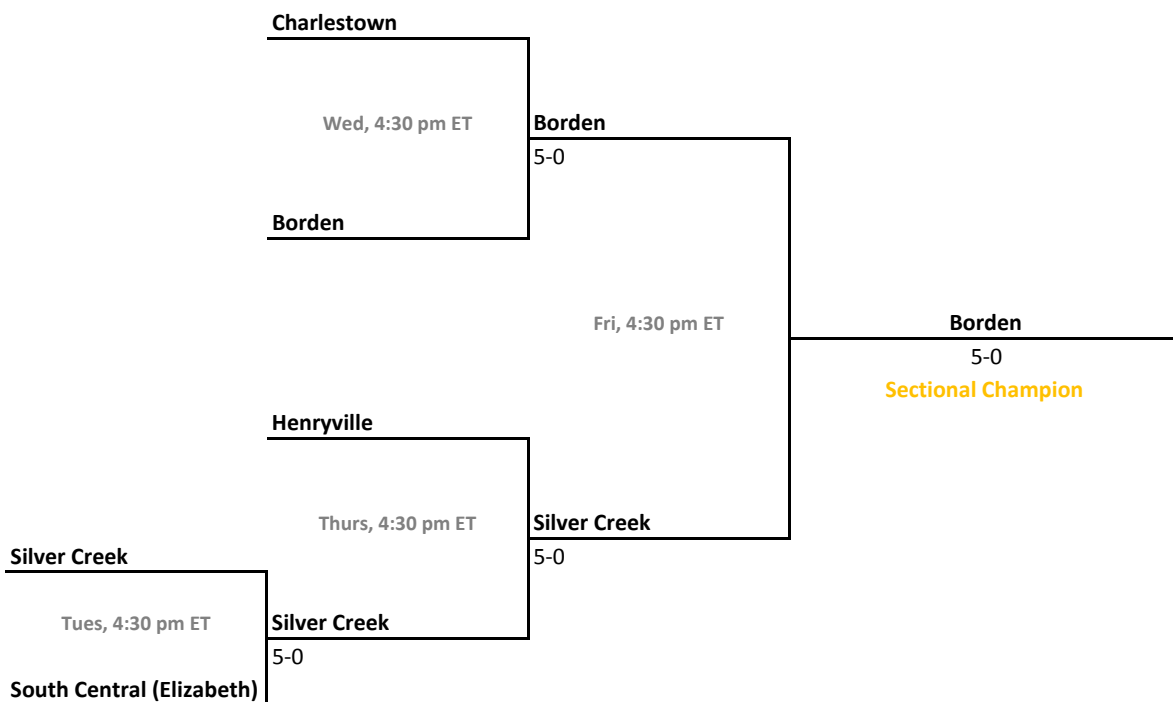 Charlestown
Wed, 4:30 pm ET
Borden
5-0
Borden
Fri, 4:30 pm ET
Borden
5-0
Sectional Champion
Henryville
Thurs, 4:30 pm ET
Silver Creek
5-0
Silver Creek
Tues, 4:30 pm ET
Silver Creek
5-0
South Central (Elizabeth)